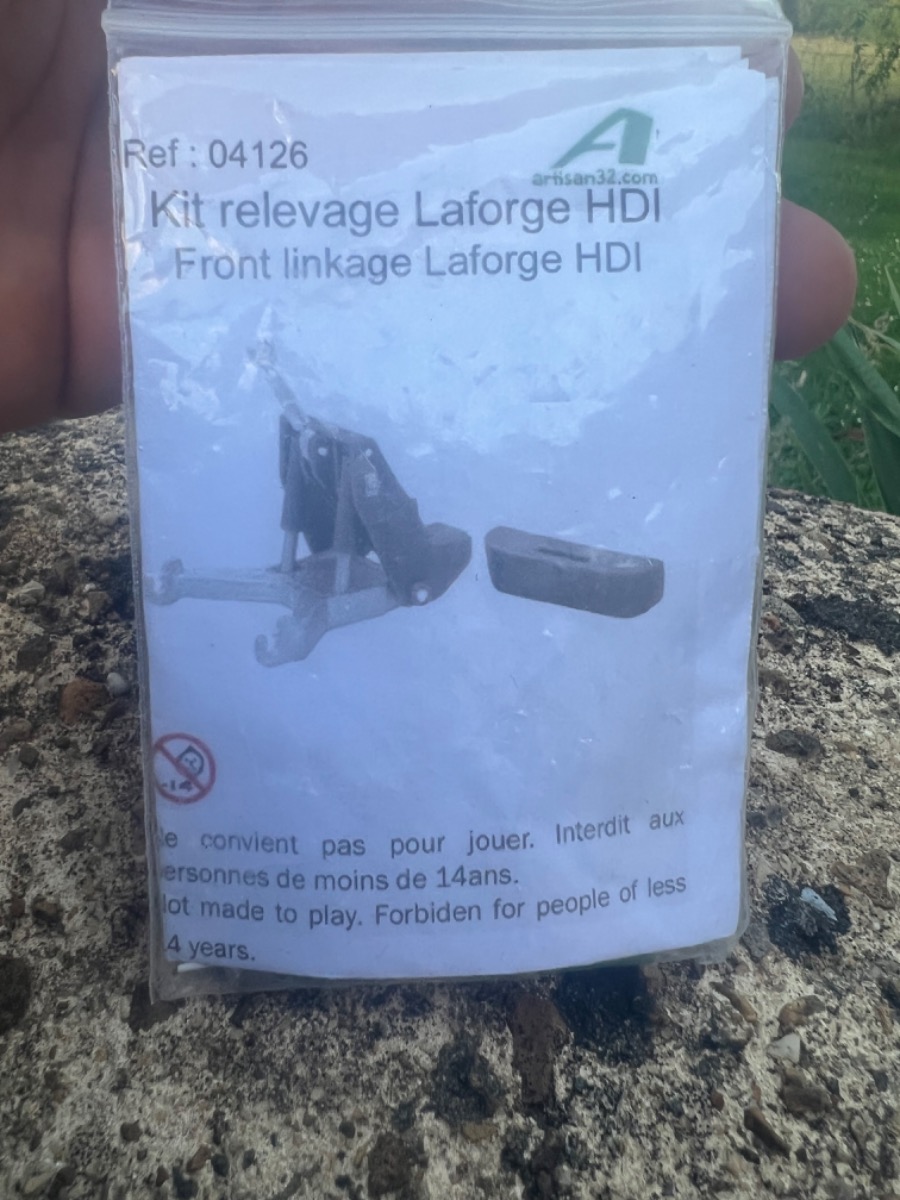 Ref : 04126
artisan32.com
Kit relevage Laforge HDI
Front linkage Laforge HDI
-14
e convient pas pour jouer. Interdit aux
ersonnes de moins de 14ans.
ot made to play. Forbiden for people of less
4 years.